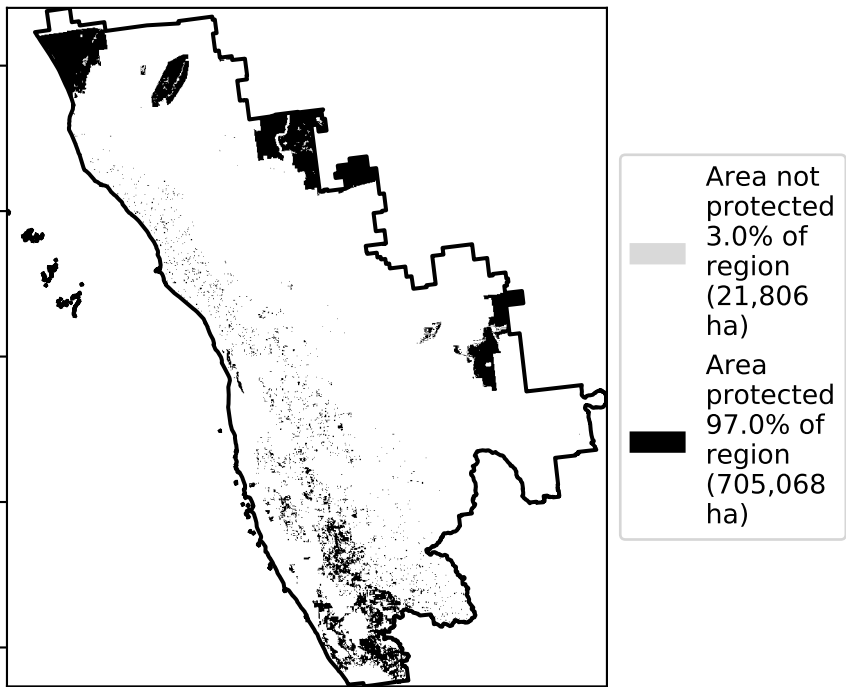 Area not
protected
3.0% of
region
(21,806
ha)
Area
protected
97.0% of
region
(705,068
ha)